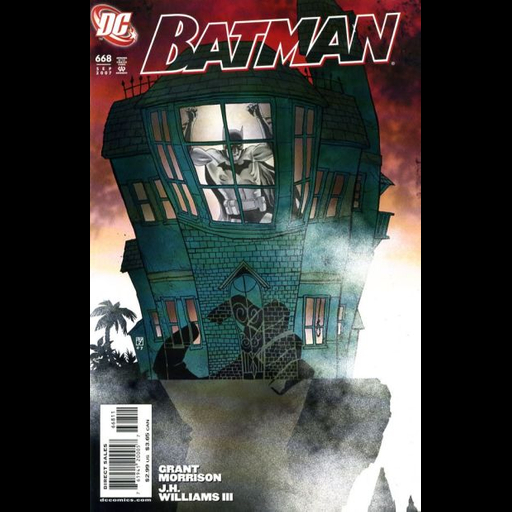 DC
BATMAN
668
SEP
2007
GRANT
MORRISON
J.H.
WILLIAMS III
DIRECT SALES
66811
$2.99 US $3.65 CAN
dccomics.com